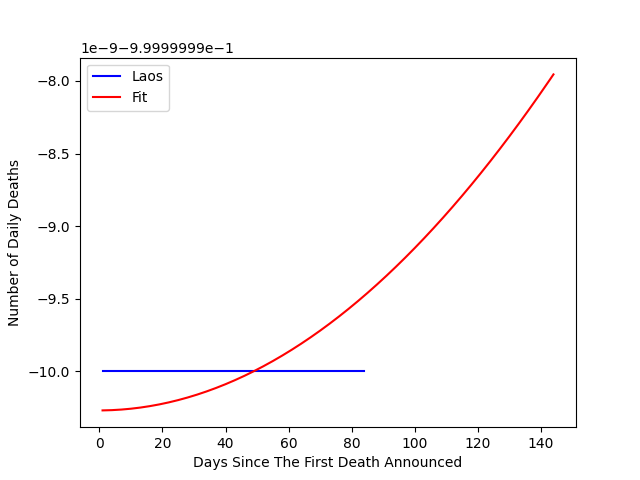 1e−9−9.9999999e−1
−8.0
−8.5
−9.0
−9.5
−10.0
Number of Daily Deaths
Laos
Fit
0 20 40 60 80 100 120 140
Days Since The First Death Announced